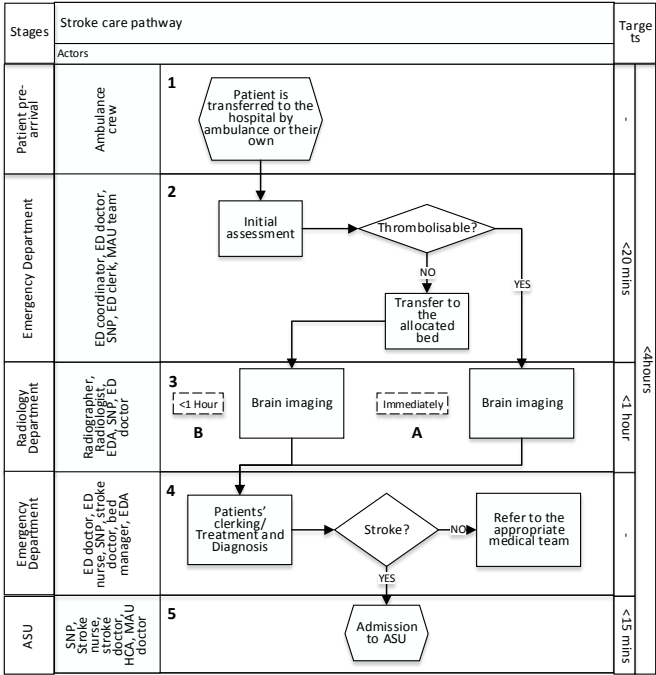 Stages
Stroke care pathway
Targe
ts
Actors
Patient pre-
arrival
Ambulance
crew
1
Patient is
transferred to the
hospital by
ambulance or their
own
-
Emergency Department
ED coordinator, ED doctor,
SNP, ED clerk, MAU team
2
Initial
assessment
Thrombolisable?
NO
YES
Transfer to
the
allocated
bed
<20 mins
<4hours
Radiology
Department
Radiographer,
Radiologist,
EDA, SNP, ED
doctor
3
<1 Hour
B
Brain imaging
Immediately
A
Brain imaging
<1 hour
Emergency
Department
ED doctor, ED
nurse, SNP, stroke
doctor, bed
manager, EDA
4
Patients’
clerking/
Treatment and
Diagnosis
Stroke?
NO
Refer to the
appropriate
medical team
YES
-
ASU
SNP,
Stroke
nurse,
stroke
doctor,
HCA, MAU
doctor
5
Admission
to ASU
<15 mins